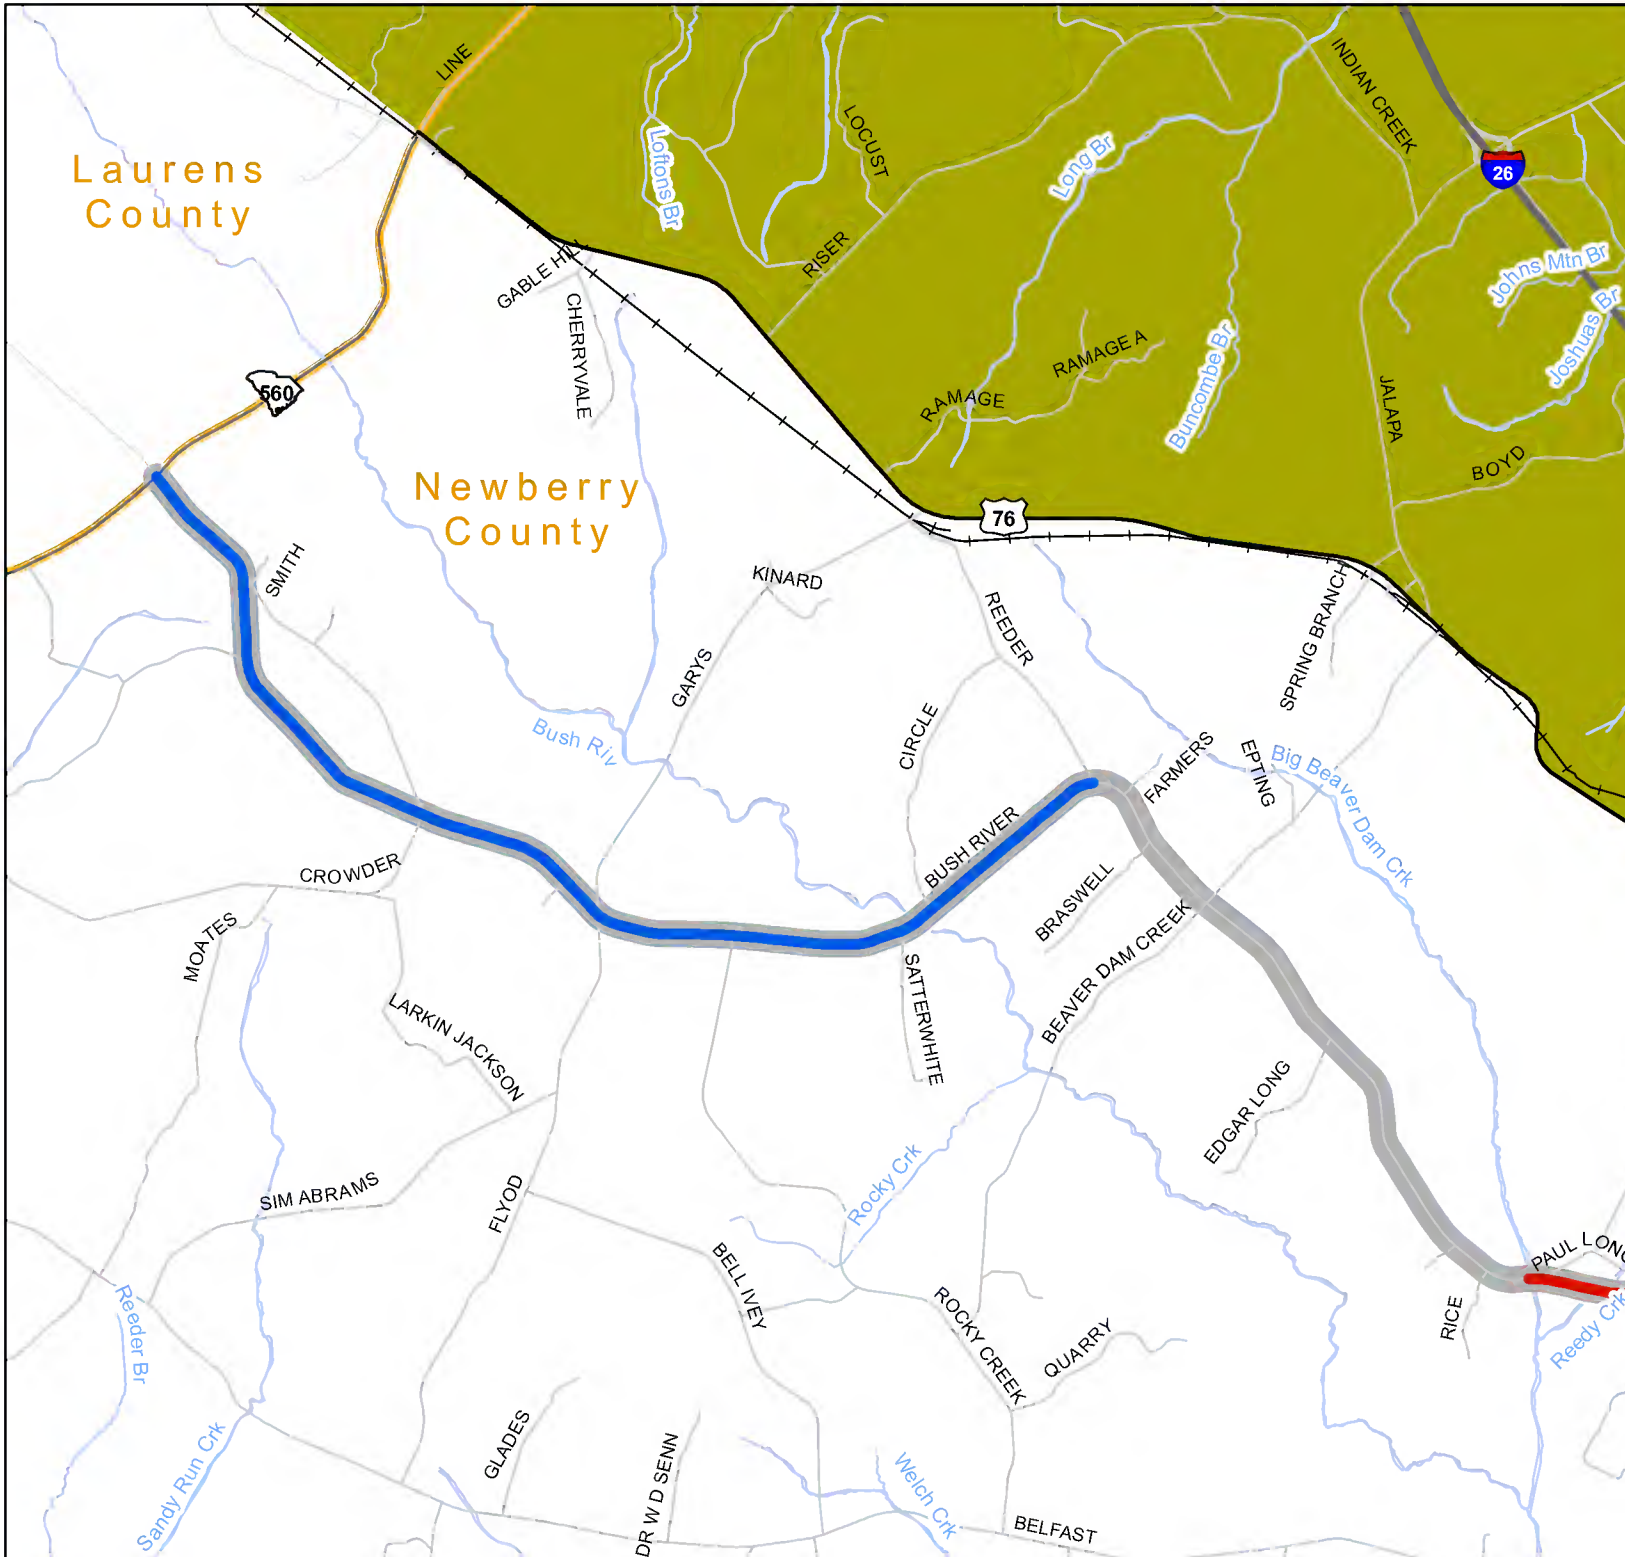 LINE
INDIAN CREEK
LOCUST
Loftons Br
Long Br
26
Laurens
County
RISER
GABLE HILL
CHERRYVALE
Johns Mtn Br
Joshuas Br
RAMAGE A
RAMAGE
Buncombe Br
JALAPA
560
BOYD
Newberry
County
76
SMITH
KINARD
REEDER
SPRING BRANCH
GARYS
CIRCLE
Bush Riv
FARMERS
EPTING
Big Beaver Dam Crk
BUSH RIVER
CROWDER
BRASWELL
MOATES
BEAVER DAM CREEK
SATTERWHITE
LARKIN JACKSON
EDGAR LONG
Rocky Crk
SIM ABRAMS
FLYOD
BELL IVEY
PAUL LONG
Reeder Br
ROCKY CREEK
QUARRY
RICE
Reedy Crk
GLADES
Sandy Run Crk
DR W D SENN
Welch Crk
BELFAST